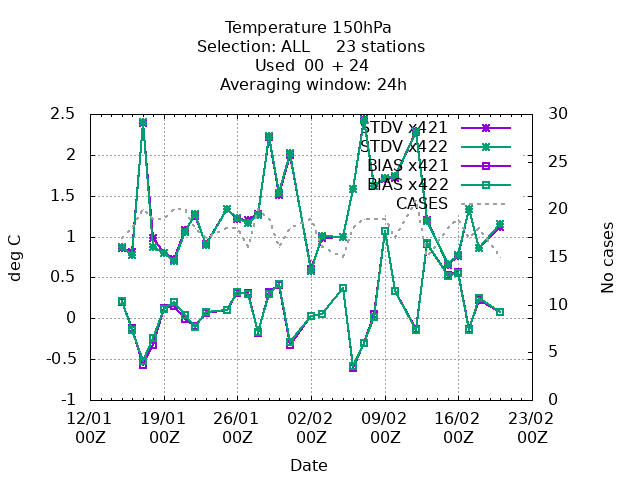 Temperature 150hPa
Selection: ALL 23 stations
Used 00 + 24
Averaging window: 24h
2.5
2
1.5
1
0.5
0
-0.5
-1
deg C
30
25
20
15
10
5
0
No cases
STDV x421
STDV x422
BIAS x421
BIAS x422
CASES
12/01 19/01 26/01 02/02 09/02 16/02 23/02
00Z 00Z 00Z 00Z 00Z 00Z 00Z
Date